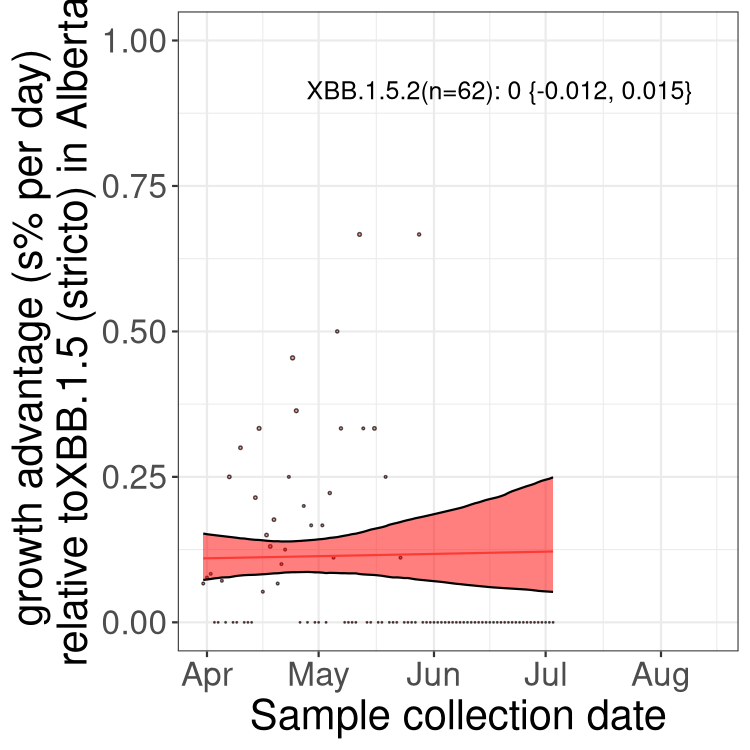 growth advantage (s% per day)
relative toXBB.1.5 (stricto) in Alberta
1.00
0.75
0.50
0.25
0.00
XBB.1.5.2(n=62): 0 {-0.012, 0.015}
Apr May Jun Jul Aug
Sample collection date